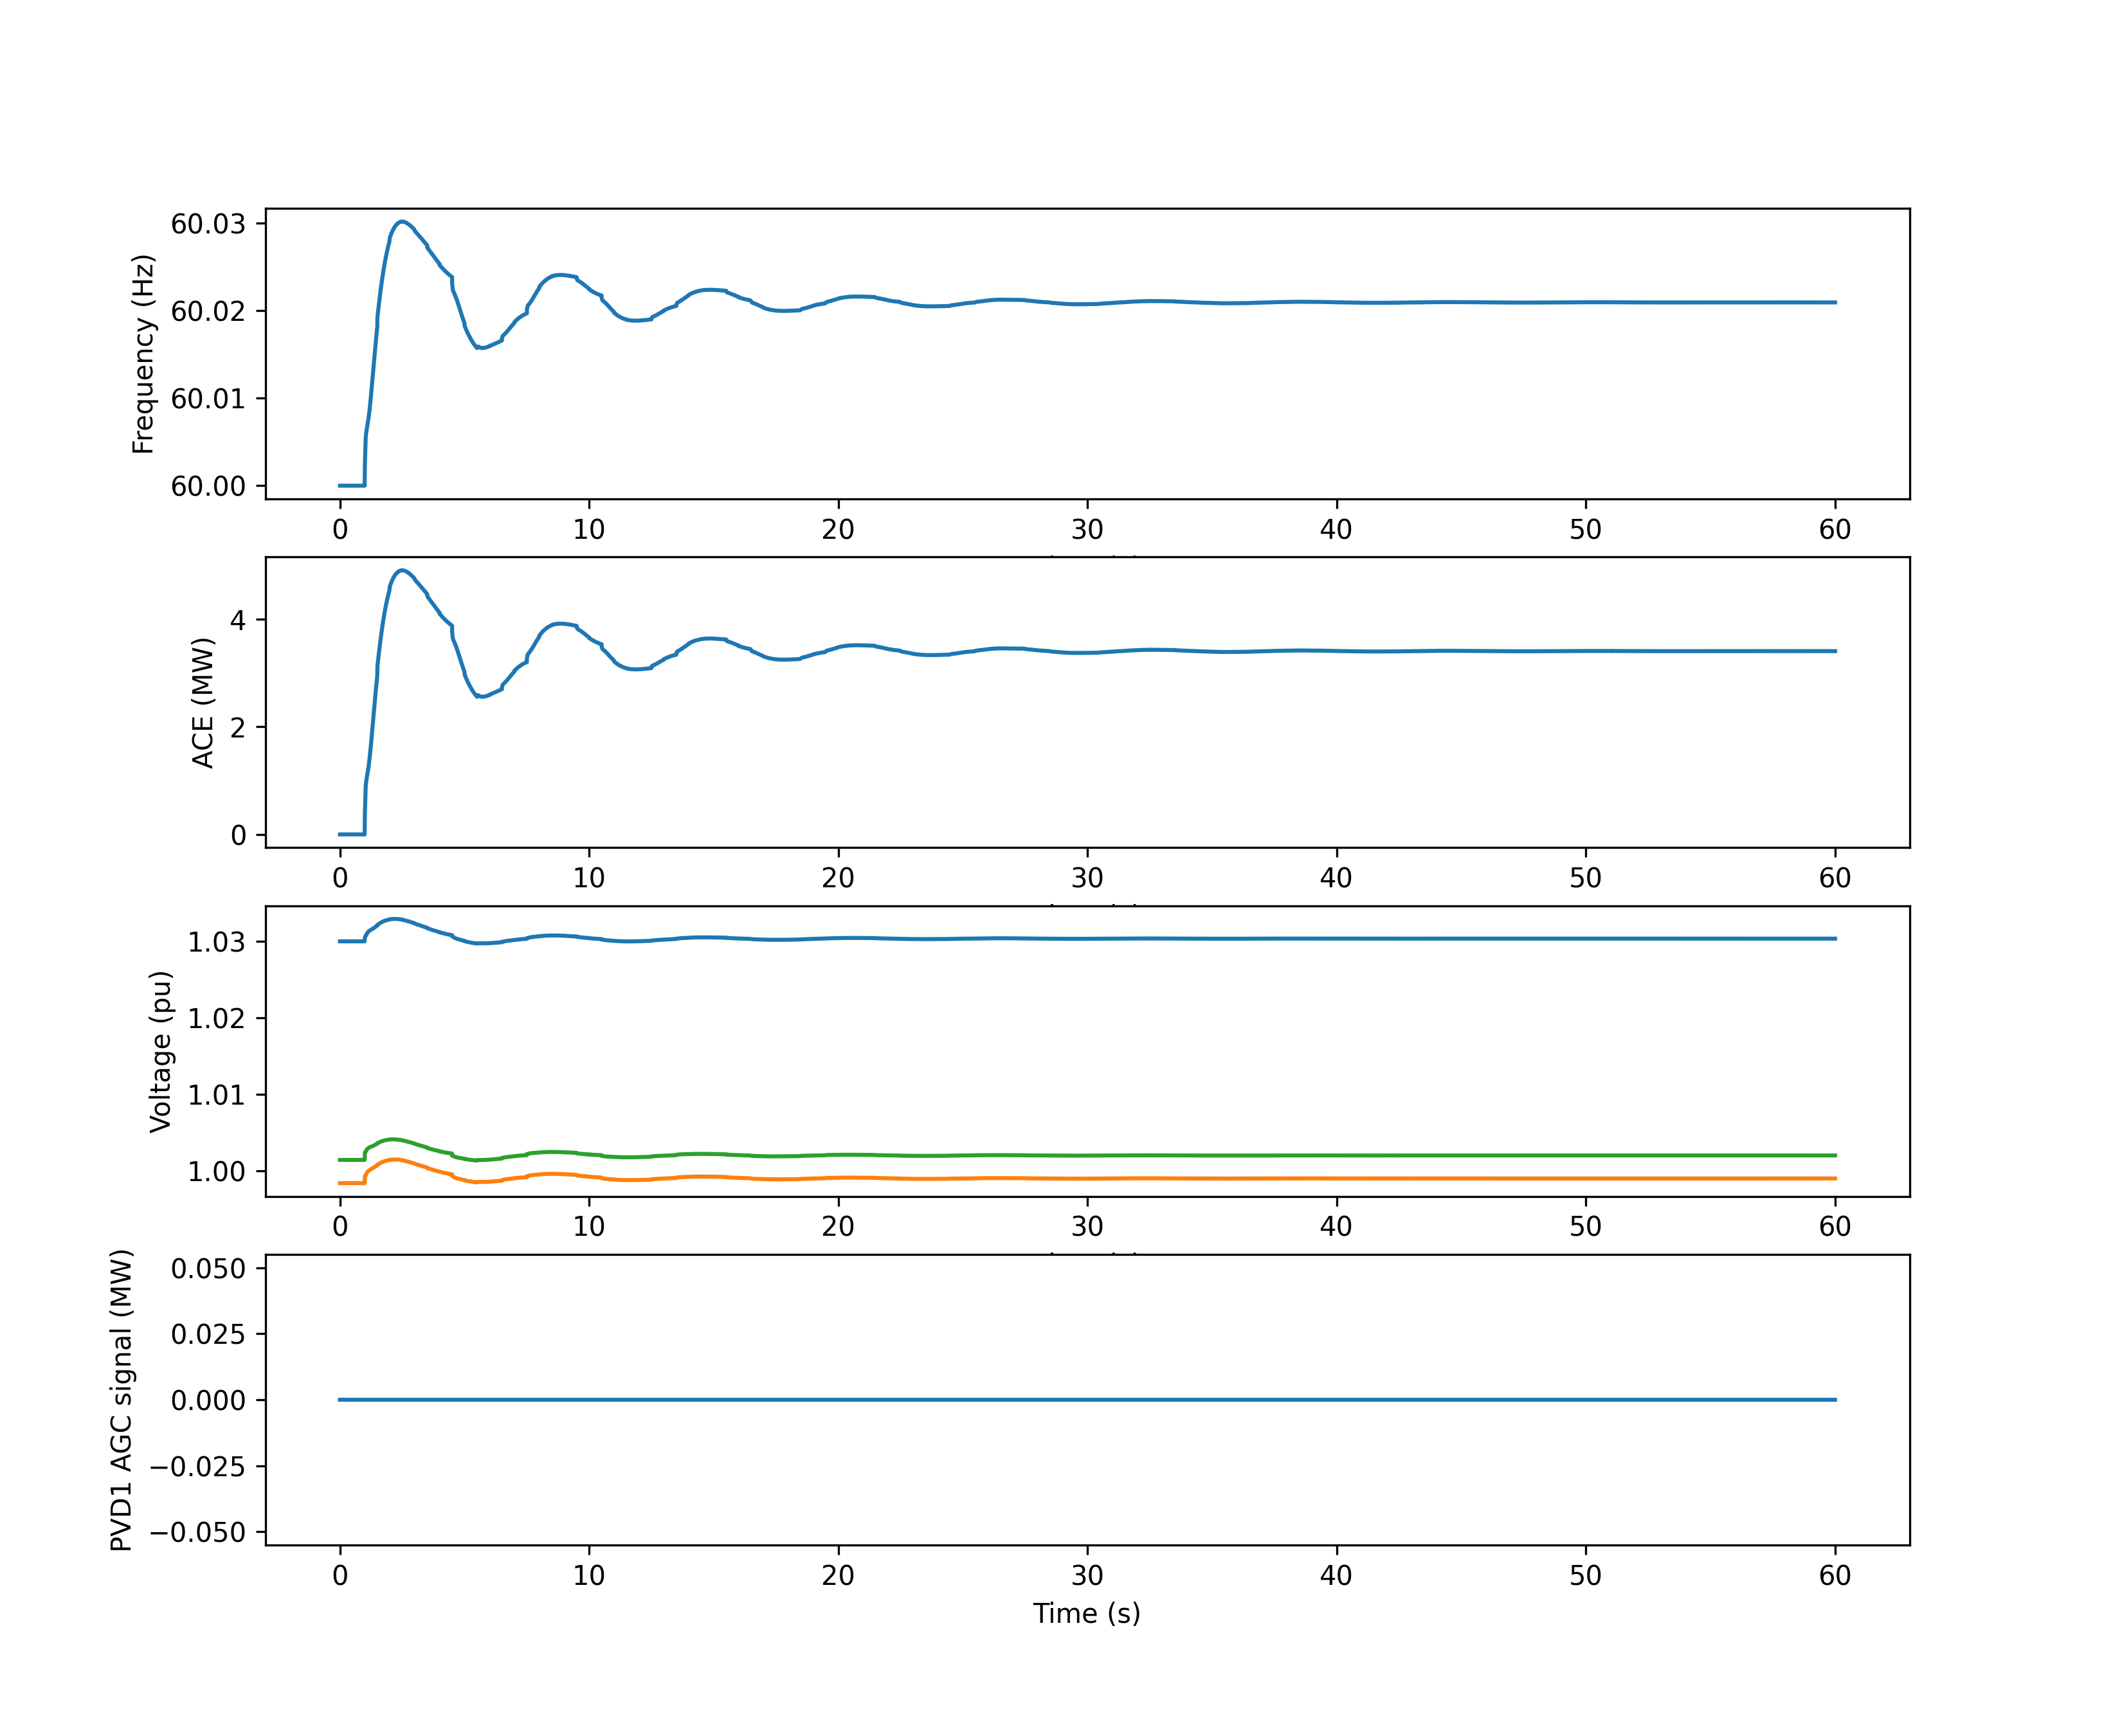 Frequency (Hz)
60.03
60.02
60.01
60.00
0 10 20 30 40 50 60
ACE (MW)
4
2
0
0 10 20 30 40 50 60
Voltage (pu)
1.03
1.02
1.01
1.00
0 10 20 30 40 50 60
PVD1 AGC signal (MW)
0.050
0.025
0.000
−0.025
−0.050
0 10 20 30 40 50 60
Time (s)